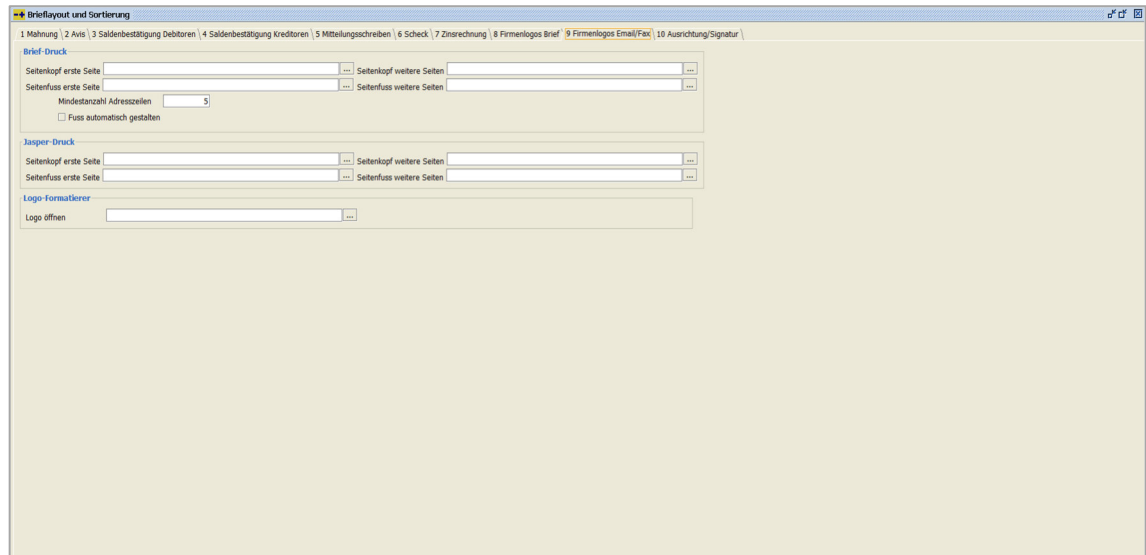 Brieflayout und Sortierung
1 Mahnung \ 2 Avis \ 3 Saldenbestätigung Debitoren \ 4 Saldenbestätigung Kreditoren \ 5 Mitteilungsschreiben \ 6 Scheck \ 7 Zinsrechnung \ 8 Firmenlogos Brief \ 9 Firmenlogos Email/Fax \ 10 Ausrichtung/Signatur \
Brief-Druck
Seitenkopf erste Seite ... Seitenkopf weitere Seiten ...
Seitenfuss erste Seite ... Seitenfuss weitere Seiten ...
Mindestanzahl Adresszeilen 5
Fuss automatisch gestalten
Jasper-Druck
Seitenkopf erste Seite ... Seitenkopf weitere Seiten ...
Seitenfuss erste Seite ... Seitenfuss weitere Seiten ...
Logo-Formatierer
Logo öffnen ...